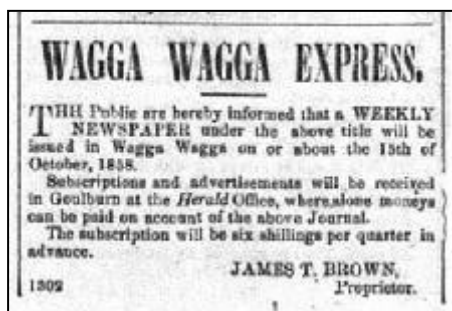 WAGGA WAGGA EXPRESS.
THE Public are hereby informed that a WEEKLY
NEWSPAPER under the above title will be
issued in Wagga Wagga on or about the 15th of
October, 1858.
Subscriptions and advertisements will be received
in Goulburn at the Herald Office, where alone moneys
can be paid on account of the above Journal.
The subscription will be six shillings per quarter in
advance.
JAMES T. BROWN,
1302 Proprietor.